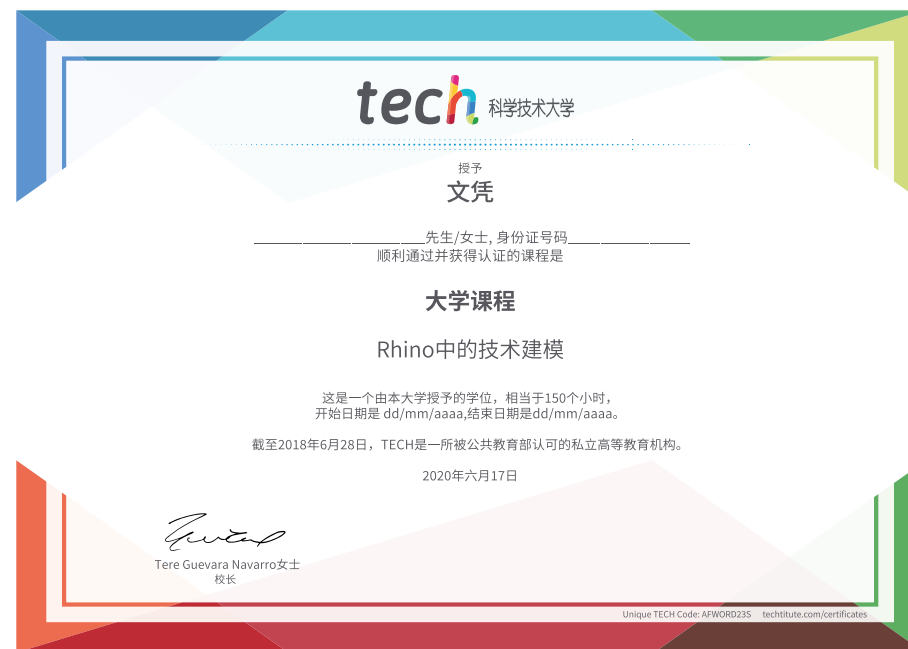 tech 科学技术大学
授予
文凭
先生/女士, 身份证号码
顺利通过并获得认证的课程是
大学课程
Rhino中的技术建模
这是一个由本大学授予的学位，相当于150个小时，
开始日期是 dd/mm/aaaa,结束日期是dd/mm/aaaa。
截至2018年6月28日，TECH是一所被公共教育部认可的私立高等教育机构。
2020年六月17日
Tere Guevara Navarro女士
校长
Unique TECH Code: AFWORD23S techtitute.com/certificates